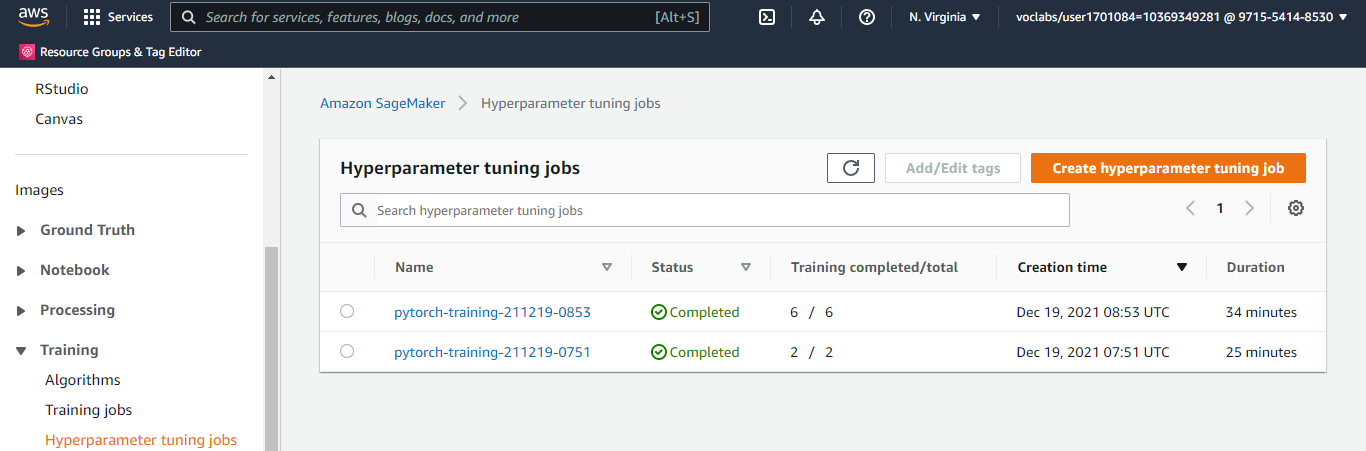 aws Services Search for services, features, blogs, docs, and more [Alt+S] N. Virginia voclabs/user1701084=10369349281 @ 9715-5414-8530
Resource Groups & Tag Editor
RStudio
Canvas
Images
Ground Truth
Notebook
Processing
Training
Algorithms
Training jobs
Hyperparameter tuning jobs
Amazon SageMaker Hyperparameter tuning jobs
Hyperparameter tuning jobs Add/Edit tags Create hyperparameter tuning job
Search hyperparameter tuning jobs 1
Name Status Training completed/total Creation time Duration
pytorch-training-211219-0853 Completed 6 / 6 Dec 19, 2021 08:53 UTC 34 minutes
pytorch-training-211219-0751 Completed 2 / 2 Dec 19, 2021 07:51 UTC 25 minutes